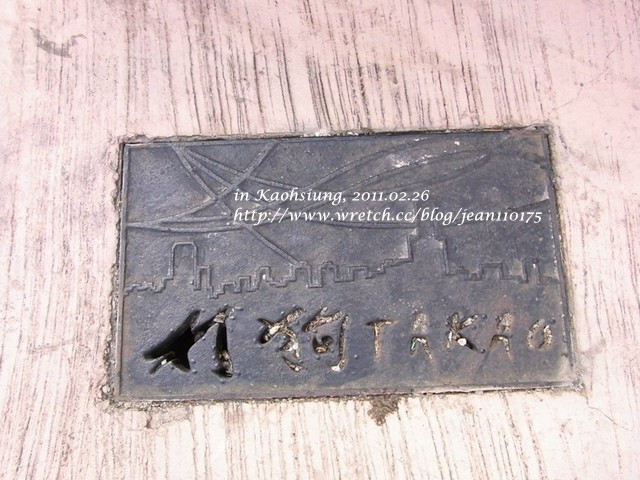 in Kaohsiung, 2011.02.26
http://www.wretch.cc/blog/jean110175
打狗 TAKAO